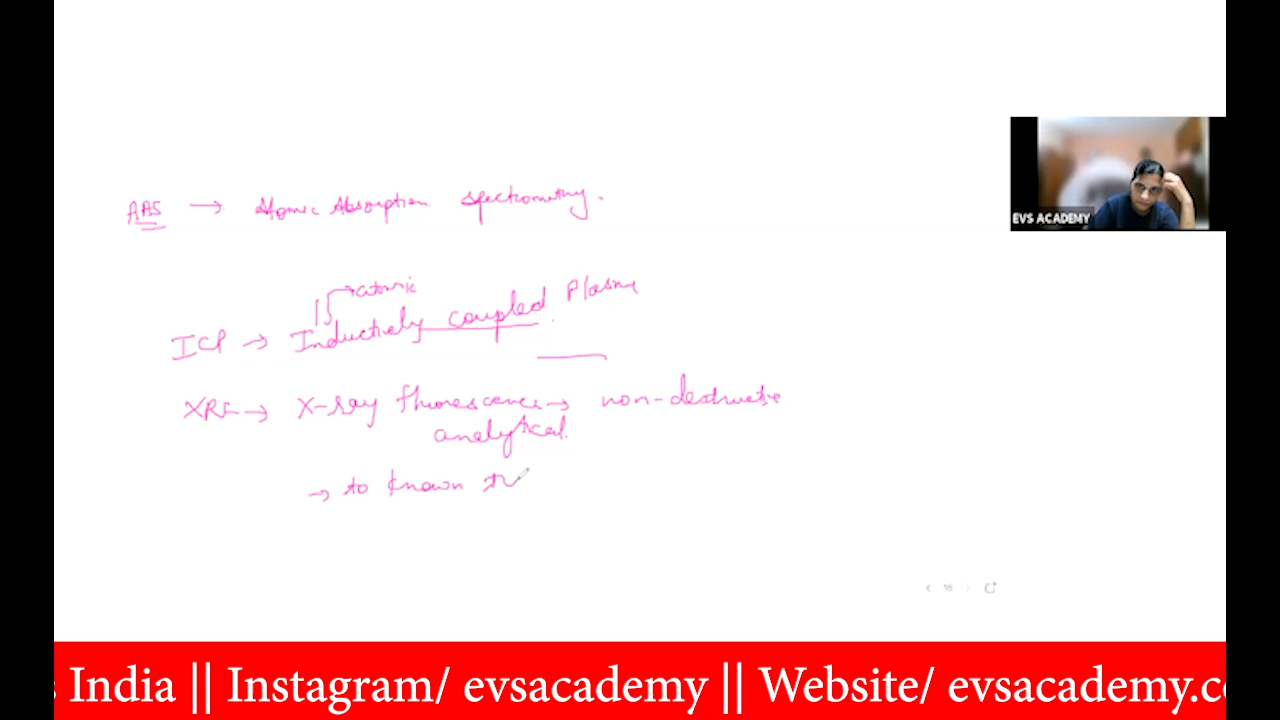 AAS → Atomic Absorption spectrometry.
EVS ACADEMY
→ atomic
ICP → Inductively coupled Plasma
XRF → X-ray fluorescence → non-destructive
analytical.
→ to known
India || Instagram/ evsacademy || Website/ evsacademy.c